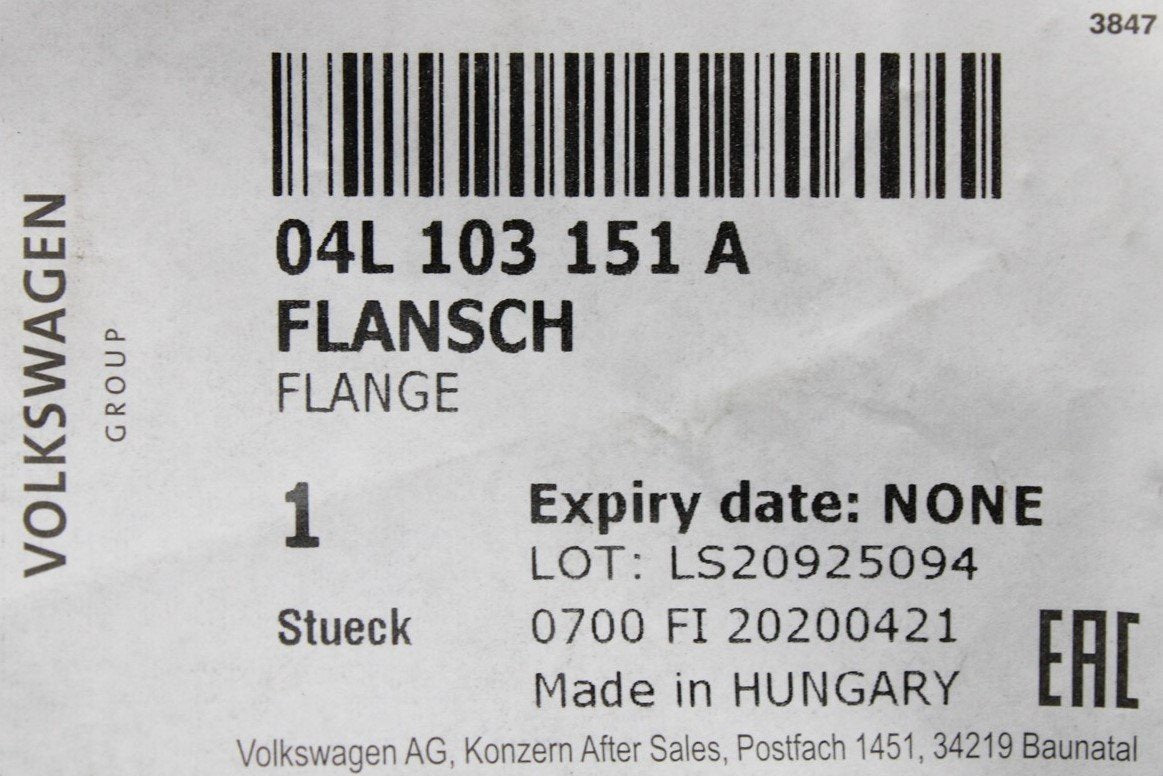 3847
04L 103 151 A
FLANSCH
FLANGE
VOLKSWAGEN
GROUP
1
Expiry date: NONE
LOT: LS20925094
Stueck
0700 FI 20200421
Made in HUNGARY
EAC
Volkswagen AG, Konzern After Sales, Postfach 1451, 34219 Baunatal